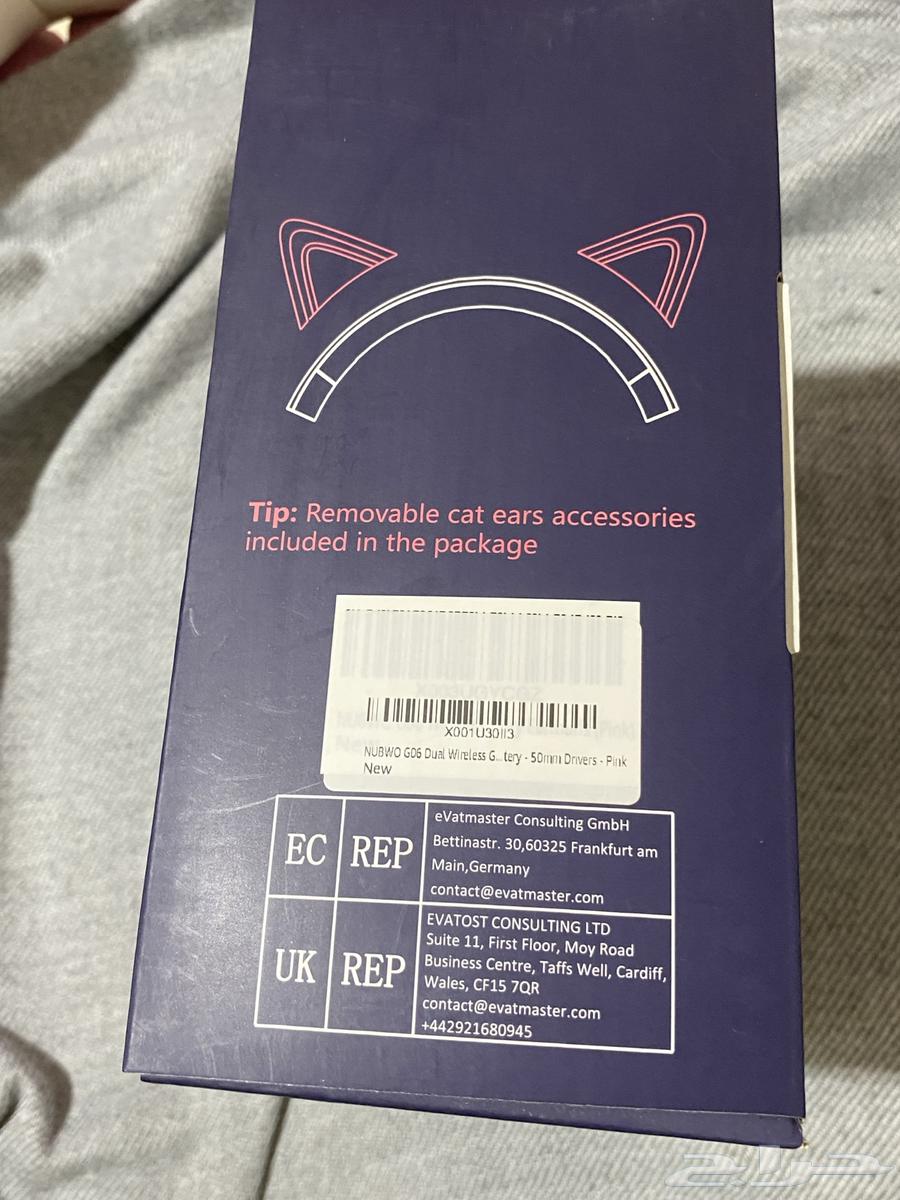 Tip: Removable cat ears accessories
included in the package
X001U30II3
NUBWO G06 Dual Wireless G...tery - 50mm Drivers - Pink
New
EC REP
eVatmaster Consulting GmbH
Bettinastr. 30,60325 Frankfurt am
Main,Germany
contact@evatmaster.com
UK REP
EVATOST CONSULTING LTD
Suite 11, First Floor, Moy Road
Business Centre, Taffs Well, Cardiff,
Wales, CF15 7QR
contact@evatmaster.com
+442921680945
حراج